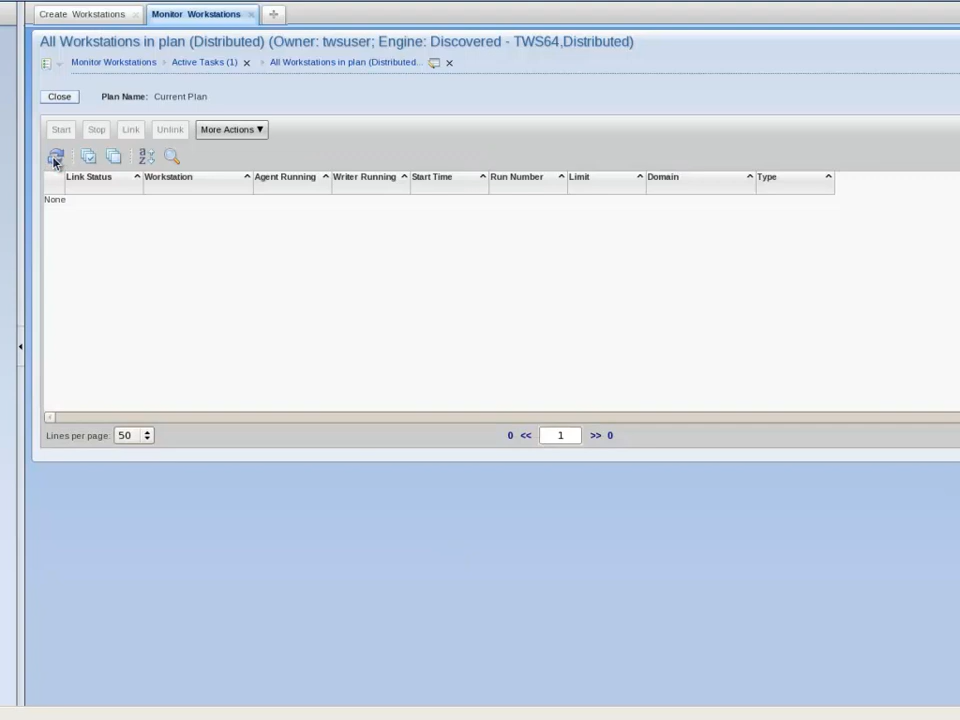 Create Workstations Monitor Workstations
All Workstations in plan (Distributed) (Owner: twsuser; Engine: Discovered - TWS64,Distributed)
Monitor Workstations Active Tasks (1) All Workstations in plan (Distributed...
Close Plan Name: Current Plan
Start Stop Link Unlink More Actions ▼
Link Status Workstation Agent Running Writer Running Start Time Run Number Limit Domain Type
None
Lines per page: 50 0 << 1 >> 0